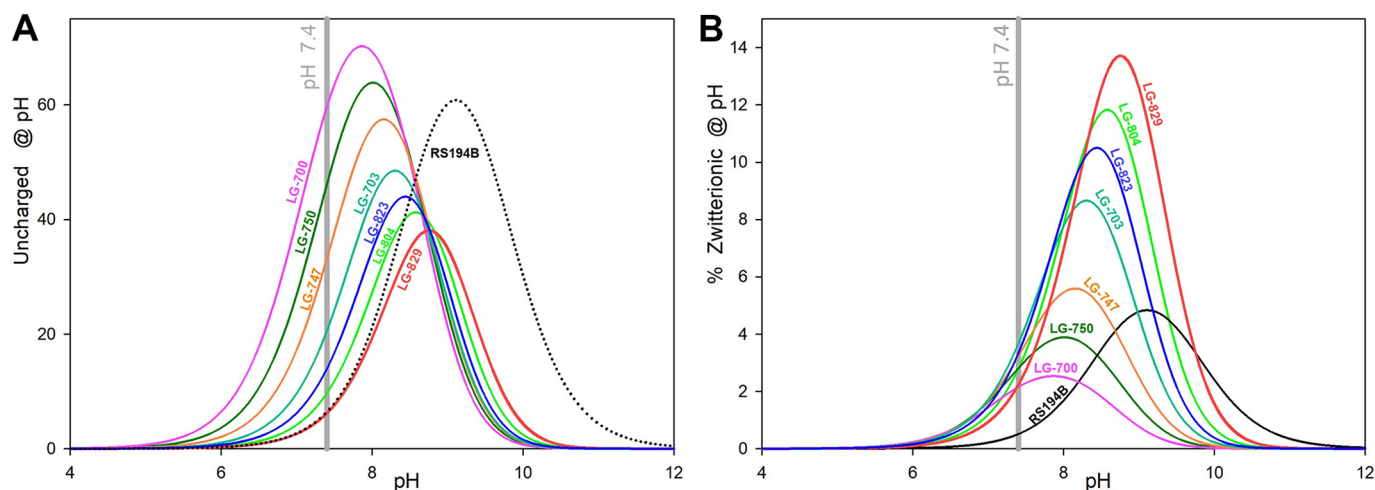 A
Uncharged @ pH
60
40
20
0
4
6
8
10
12
pH
pH 7.4
LG-700
LG-750
LG-747
LG-703
LG-823
LG-804
LG-829
RS194B
B
% Zwitterionic @ pH
14
12
10
8
6
4
2
0
4
6
8
10
12
pH
pH 7.4
LG-829
LG-804
LG-823
LG-703
LG-747
LG-750
LG-700
RS194B